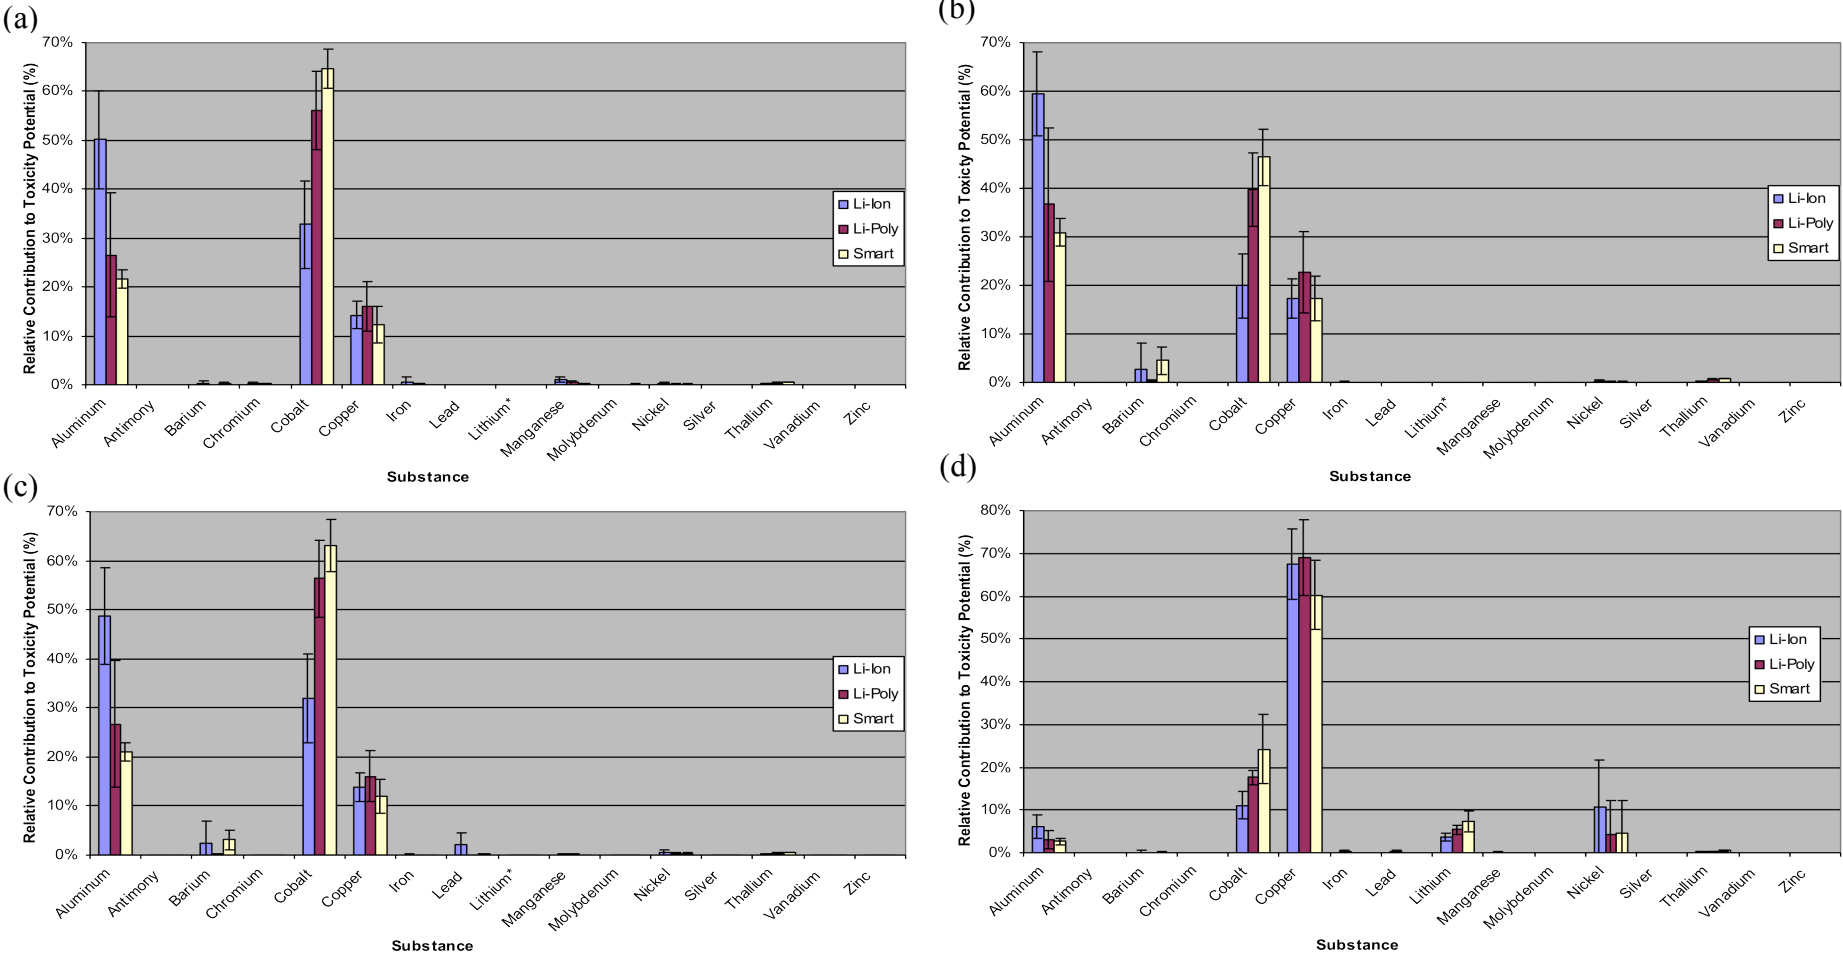 (a)
Relative Contribution to Toxicity Potential (%)
70%
60%
50%
40%
30%
20%
10%
0%
Li-Ion
Li-Poly
Smart
Aluminum
Antimony
Barium
Chromium
Cobalt
Copper
Iron
Lead
Lithium*
Manganese
Molybdenum
Nickel
Silver
Thallium
Vanadium
Zinc
Substance
(b)
Relative Contribution to Toxicty Potential (%)
70%
60%
50%
40%
30%
20%
10%
0%
Li-Ion
Li-Poly
Smart
Aluminum
Antimony
Barium
Chromium
Cobalt
Copper
Iron
Lead
Lithium*
Manganese
Molybdenum
Nickel
Silver
Thallium
Vanadium
Zinc
Substance
(c)
Relative Contribution to Toxicity Potential (%)
70%
60%
50%
40%
30%
20%
10%
0%
Li-Ion
Li-Poly
Smart
Aluminum
Antimony
Barium
Chromium
Cobalt
Copper
Iron
Lead
Lithium*
Manganese
Molybdenum
Nickel
Silver
Thallium
Vanadium
Zinc
Substance
(d)
Relative Contribution to Toxicity Potential (%)
80%
70%
60%
50%
40%
30%
20%
10%
0%
Li-Ion
Li-Poly
Smart
Aluminum
Antimony
Barium
Chromium
Cobalt
Copper
Iron
Lead
Lithium
Manganese
Molybdenum
Nickel
Silver
Thallium
Vanadium
Zinc
Substance